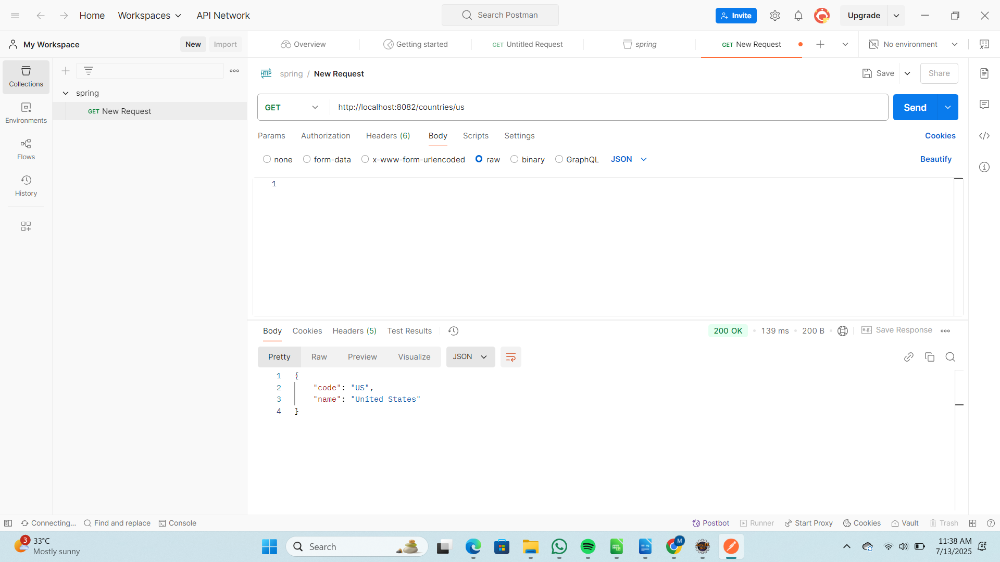 Home Workspaces API Network Search Postman Invite Upgrade
My Workspace New Import Overview Getting started GET Untitled Request spring GET New Request No environment
Collections
Environments
Flows
History
spring
GET New Request
HTTP spring / New Request Save Share
GET http://localhost:8082/countries/us Send
Params Authorization Headers (6) Body Scripts Settings Cookies
none form-data x-www-form-urlencoded raw binary GraphQL JSON Beautify
1
Body Cookies Headers (5) Test Results 200 OK 139 ms 200 B e.g. Save Response
Pretty Raw Preview Visualize JSON
1 {
2 "code": "US",
3 "name": "United States"
4 }
Connecting... Find and replace Console Postbot Runner Start Proxy Cookies Vault Trash
3 33°C
Mostly sunny
Search
M
11:38 AM
7/13/2025